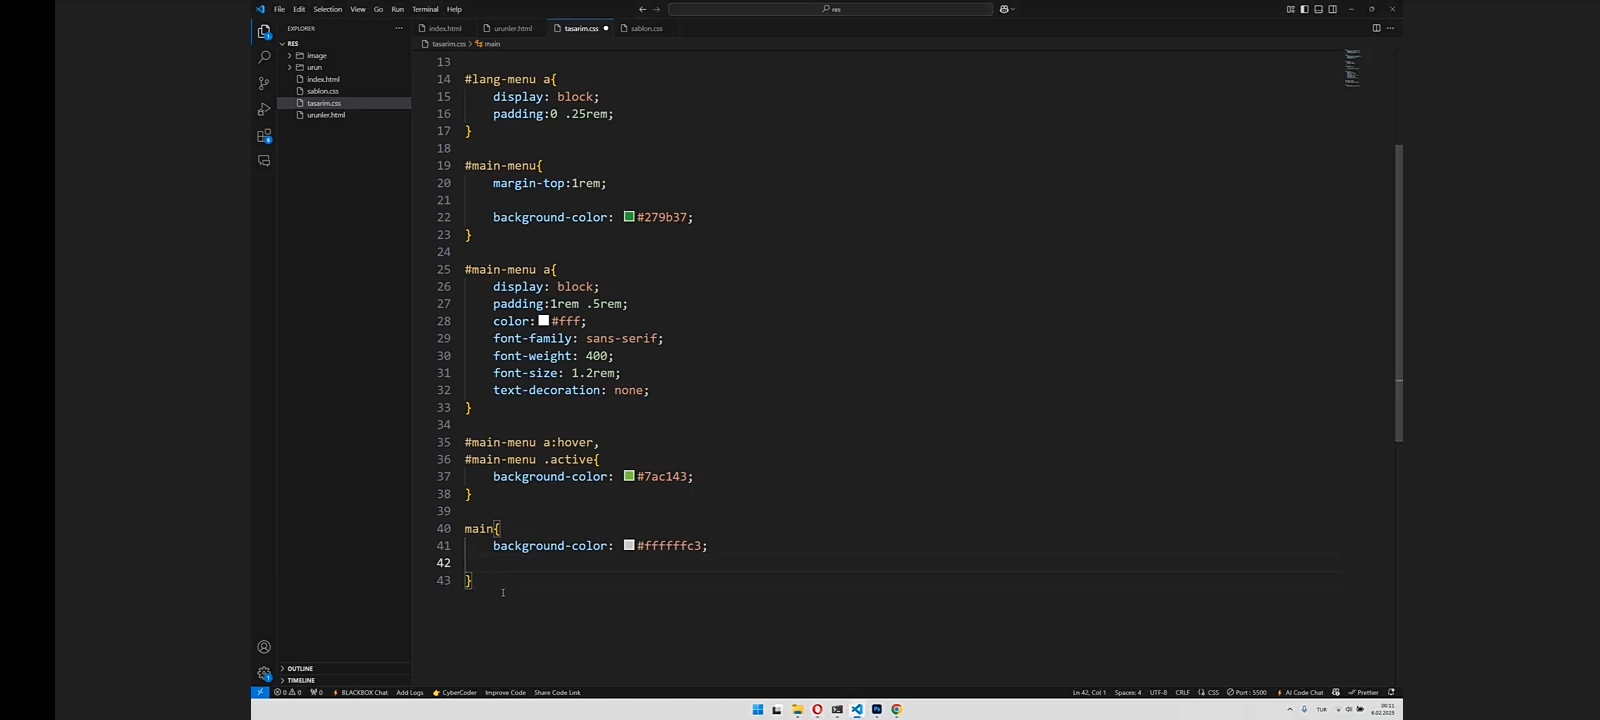 File Edit Selection View Go Run Terminal Help
res
EXPLORER
index.html urunler.html tasarim.css sablon.css
RES
tasarim.css > main
image
urun
index.html
sablon.css
tasarim.css
urunler.html
13
14 #lang-menu a{
15 display: block;
16 padding:0 .25rem;
17 }
18
19 #main-menu{
20 margin-top:1rem;
21
22 background-color: #279b37;
23 }
24
25 #main-menu a{
26 display: block;
27 padding:1rem .5rem;
28 color: #fff;
29 font-family: sans-serif;
30 font-weight: 400;
31 font-size: 1.2rem;
32 text-decoration: none;
33 }
34
35 #main-menu a:hover,
36 #main-menu .active{
37 background-color: #7ac143;
38 }
39
40 main{
41 background-color: #ffffffc3;
42
43 }
OUTLINE
TIMELINE
0 0 0 BLACKBOX Chat Add Logs CyberCoder Improve Code Share Code Link Ln 42, Col 1 Spaces: 4 UTF-8 CRLF CSS Port : 5500 AI Code Chat Prettier
TUR 00:11
6.02.2025